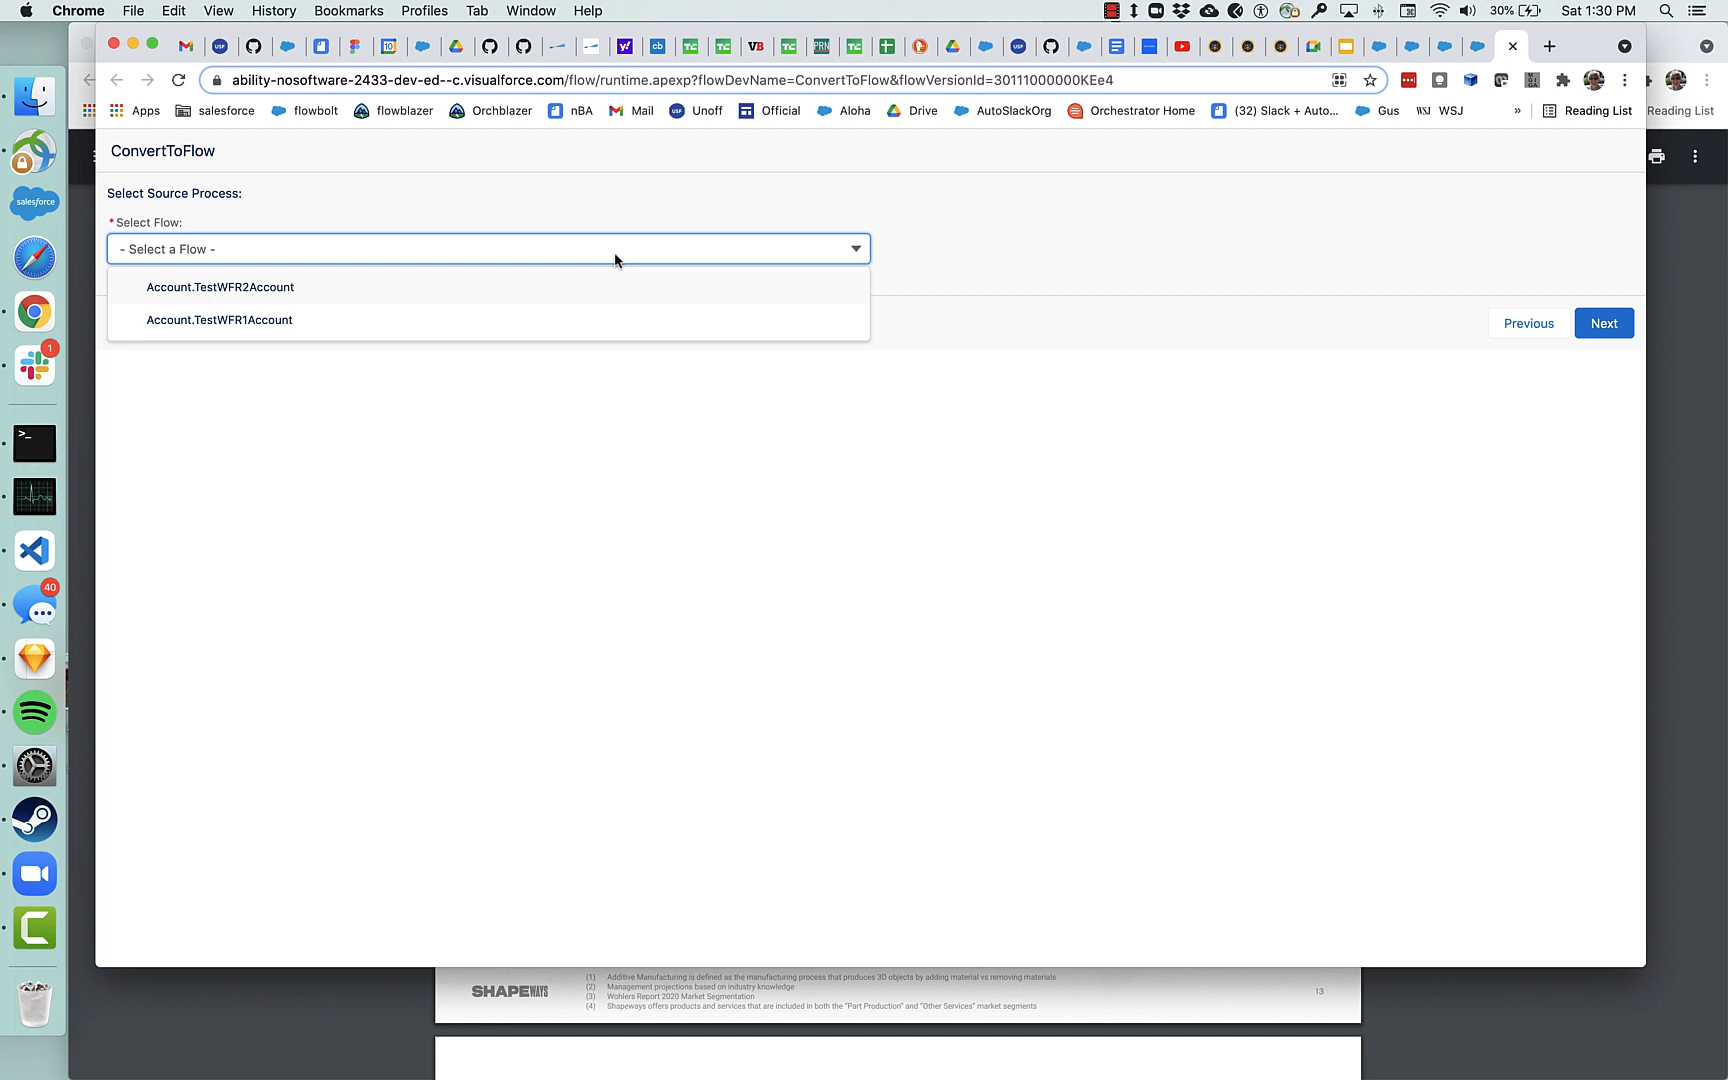 Chrome File Edit View History Bookmarks Profiles Tab Window Help
30% Sat 1:30 PM
ability-nosoftware-2433-dev-ed--c.visualforce.com/flow/runtime.apexp?flowDevName=ConvertToFlow&flowVersionId=30111000000KEe4
Apps salesforce flowbolt flowblazer Orchblazer nBA Mail Unoff Official Aloha Drive AutoSlackOrg Orchestrator Home (32) Slack + Auto... Gus WSJ WSJ » Reading List Reading List
ConvertToFlow
Select Source Process:
* Select Flow:
- Select a Flow -
Account.TestWFR2Account
Account.TestWFR1Account
Previous Next
salesforce
1
40
SHAPEWAYS
(1) Additive Manufacturing is defined as the manufacturing process that produces 3D objects by adding material vs removing materials
(2) Management projections based on industry knowledge
(3) Wohlers Report 2020 Market Segmentation
(4) Shapeways offers products and services that are included in both the "Part Production" and "Other Services" market segments
13